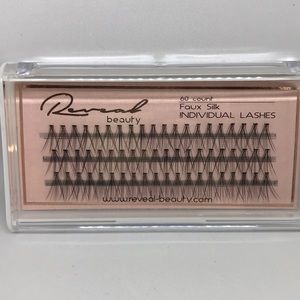 Reveal
beauty
60 count
Faux Silk
INDIVIDUAL LASHES
www.reveal-beauty.com